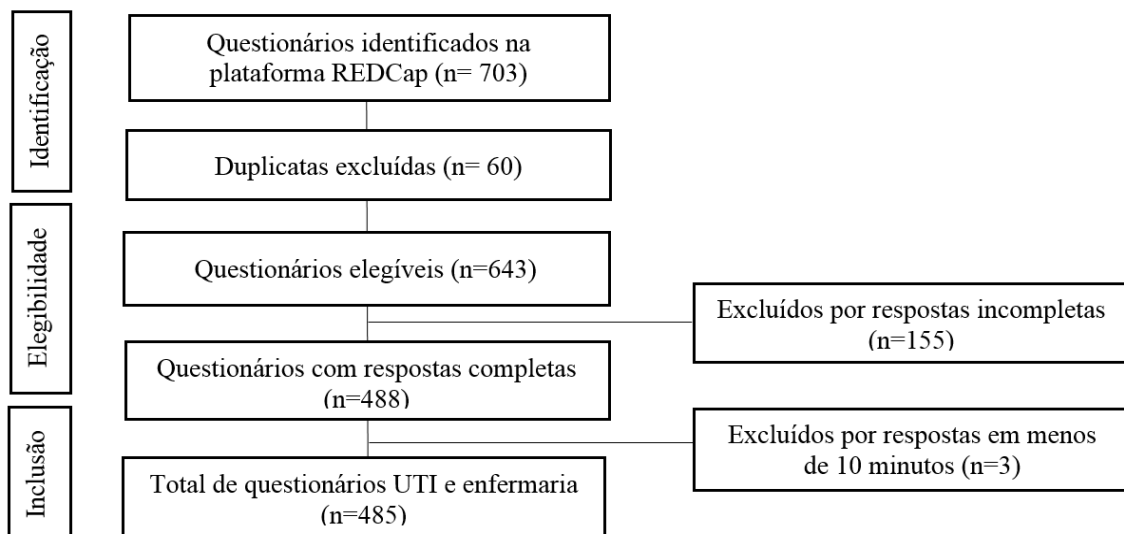 Identificação
Questionários identificados na
plataforma REDCap (n= 703)
Duplicatas excluídas (n= 60)
Elegibilidade
Questionários elegíveis (n=643)
Excluídos por respostas incompletas
(n=155)
Questionários com respostas completas
(n=488)
Inclusão
Excluídos por respostas em menos
de 10 minutos (n=3)
Total de questionários UTI e enfermaria
(n=485)